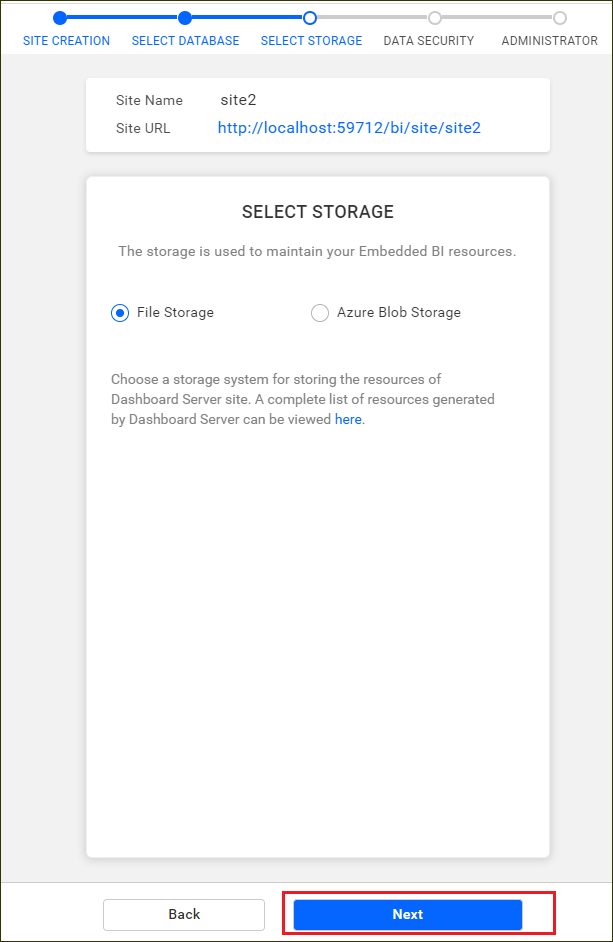 SITE CREATION SELECT DATABASE SELECT STORAGE DATA SECURITY ADMINISTRATOR
Site Name site2
Site URL http://localhost:59712/bi/site/site2
SELECT STORAGE
The storage is used to maintain your Embedded BI resources.
File Storage Azure Blob Storage
Choose a storage system for storing the resources of
Dashboard Server site. A complete list of resources generated
by Dashboard Server can be viewed here.
Back Next